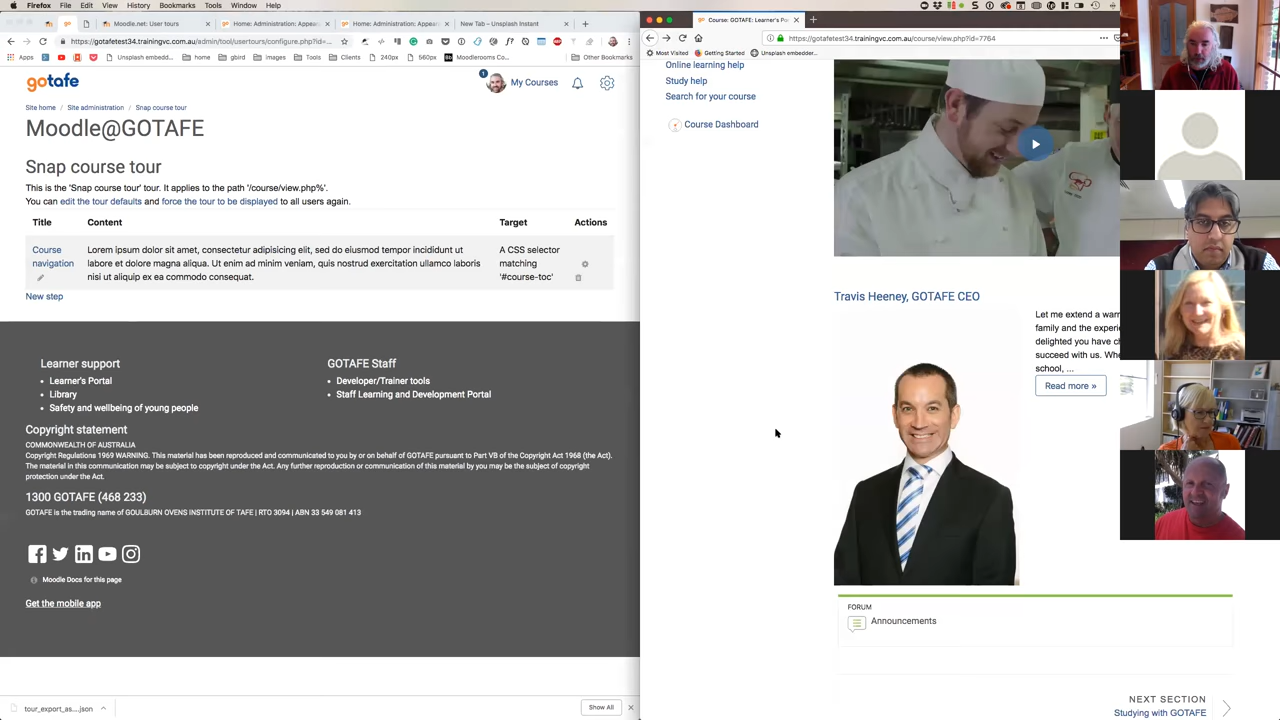 Firefox File Edit View History Bookmarks Tools Window Help
Moodle.net: User tours
Home: Administration: Appear
Home: Administration: Appear
New Tab – Unsplash Instant
https://gotafetest34.trainingvc.com.au/admin/tool/usertours/configure.php?id=...
Apps
Unsplash embedd...
home
gbird
Images
Tools
Clients
240px
560px
Moodlerooms Co...
Other Bookmarks
gotafe
1
My Courses
Site home / Site administration / Snap course tour
Moodle@GOTAFE
Snap course tour
This is the 'Snap course tour' tour. It applies to the path '/course/view.php%'.
You can edit the tour defaults and force the tour to be displayed to all users again.
Title Content Target Actions
Course navigation
Lorem ipsum dolor sit amet, consectetur adipisicing elit, sed do eiusmod tempor incididunt ut
labore et dolore magna aliqua. Ut enim ad minim veniam, quis nostrud exercitation ullamco laboris
nisi ut aliquip ex ea commodo consequat.
A CSS selector
matching
'#course-toc'
New step
Learner support
Learner's Portal
Library
Safety and wellbeing of young people
GOTAFE Staff
Developer/Trainer tools
Staff Learning and Development Portal
Copyright statement
COMMONWEALTH OF AUSTRALIA
Copyright Regulations 1969 WARNING. This material has been reproduced and communicated to you by or on behalf of GOTAFE pursuant to Part VB of the Copyright Act 1968 (the Act).
The material in this communication may be subject to copyright under the Act. Any further reproduction or communication of this material by you may be the subject of copyright
protection under the Act.
1300 GOTAFE (468 233)
GOTAFE is the trading name of GOULBURN OVENS INSTITUTE OF TAFE | RTO 3094 | ABN 33 549 081 413
Moodle Docs for this page
Get the mobile app
tour_export_as....json
Show All
Course: GOTAFE: Learner's Po
https://gotafetest34.trainingvc.com.au/course/view.php?id=7764
Most Visited
Getting Started
Unsplash embedder...
Online learning help
Study help
Search for your course
Course Dashboard
Travis Heeney, GOTAFE CEO
Let me extend a warm
family and the experie
delighted you have ch
succeed with us. Whe
school, ...
Read more »
FORUM
Announcements
NEXT SECTION
Studying with GOTAFE